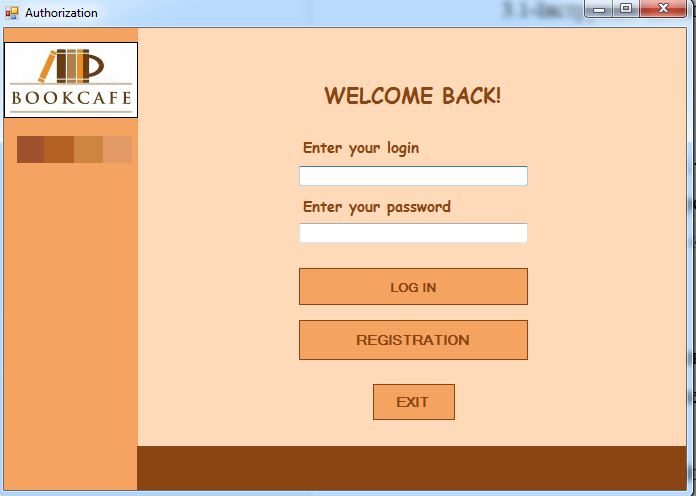 Authorization
BOOKCAFE
WELCOME BACK!
Enter your login
Enter your password
LOG IN
REGISTRATION
EXIT